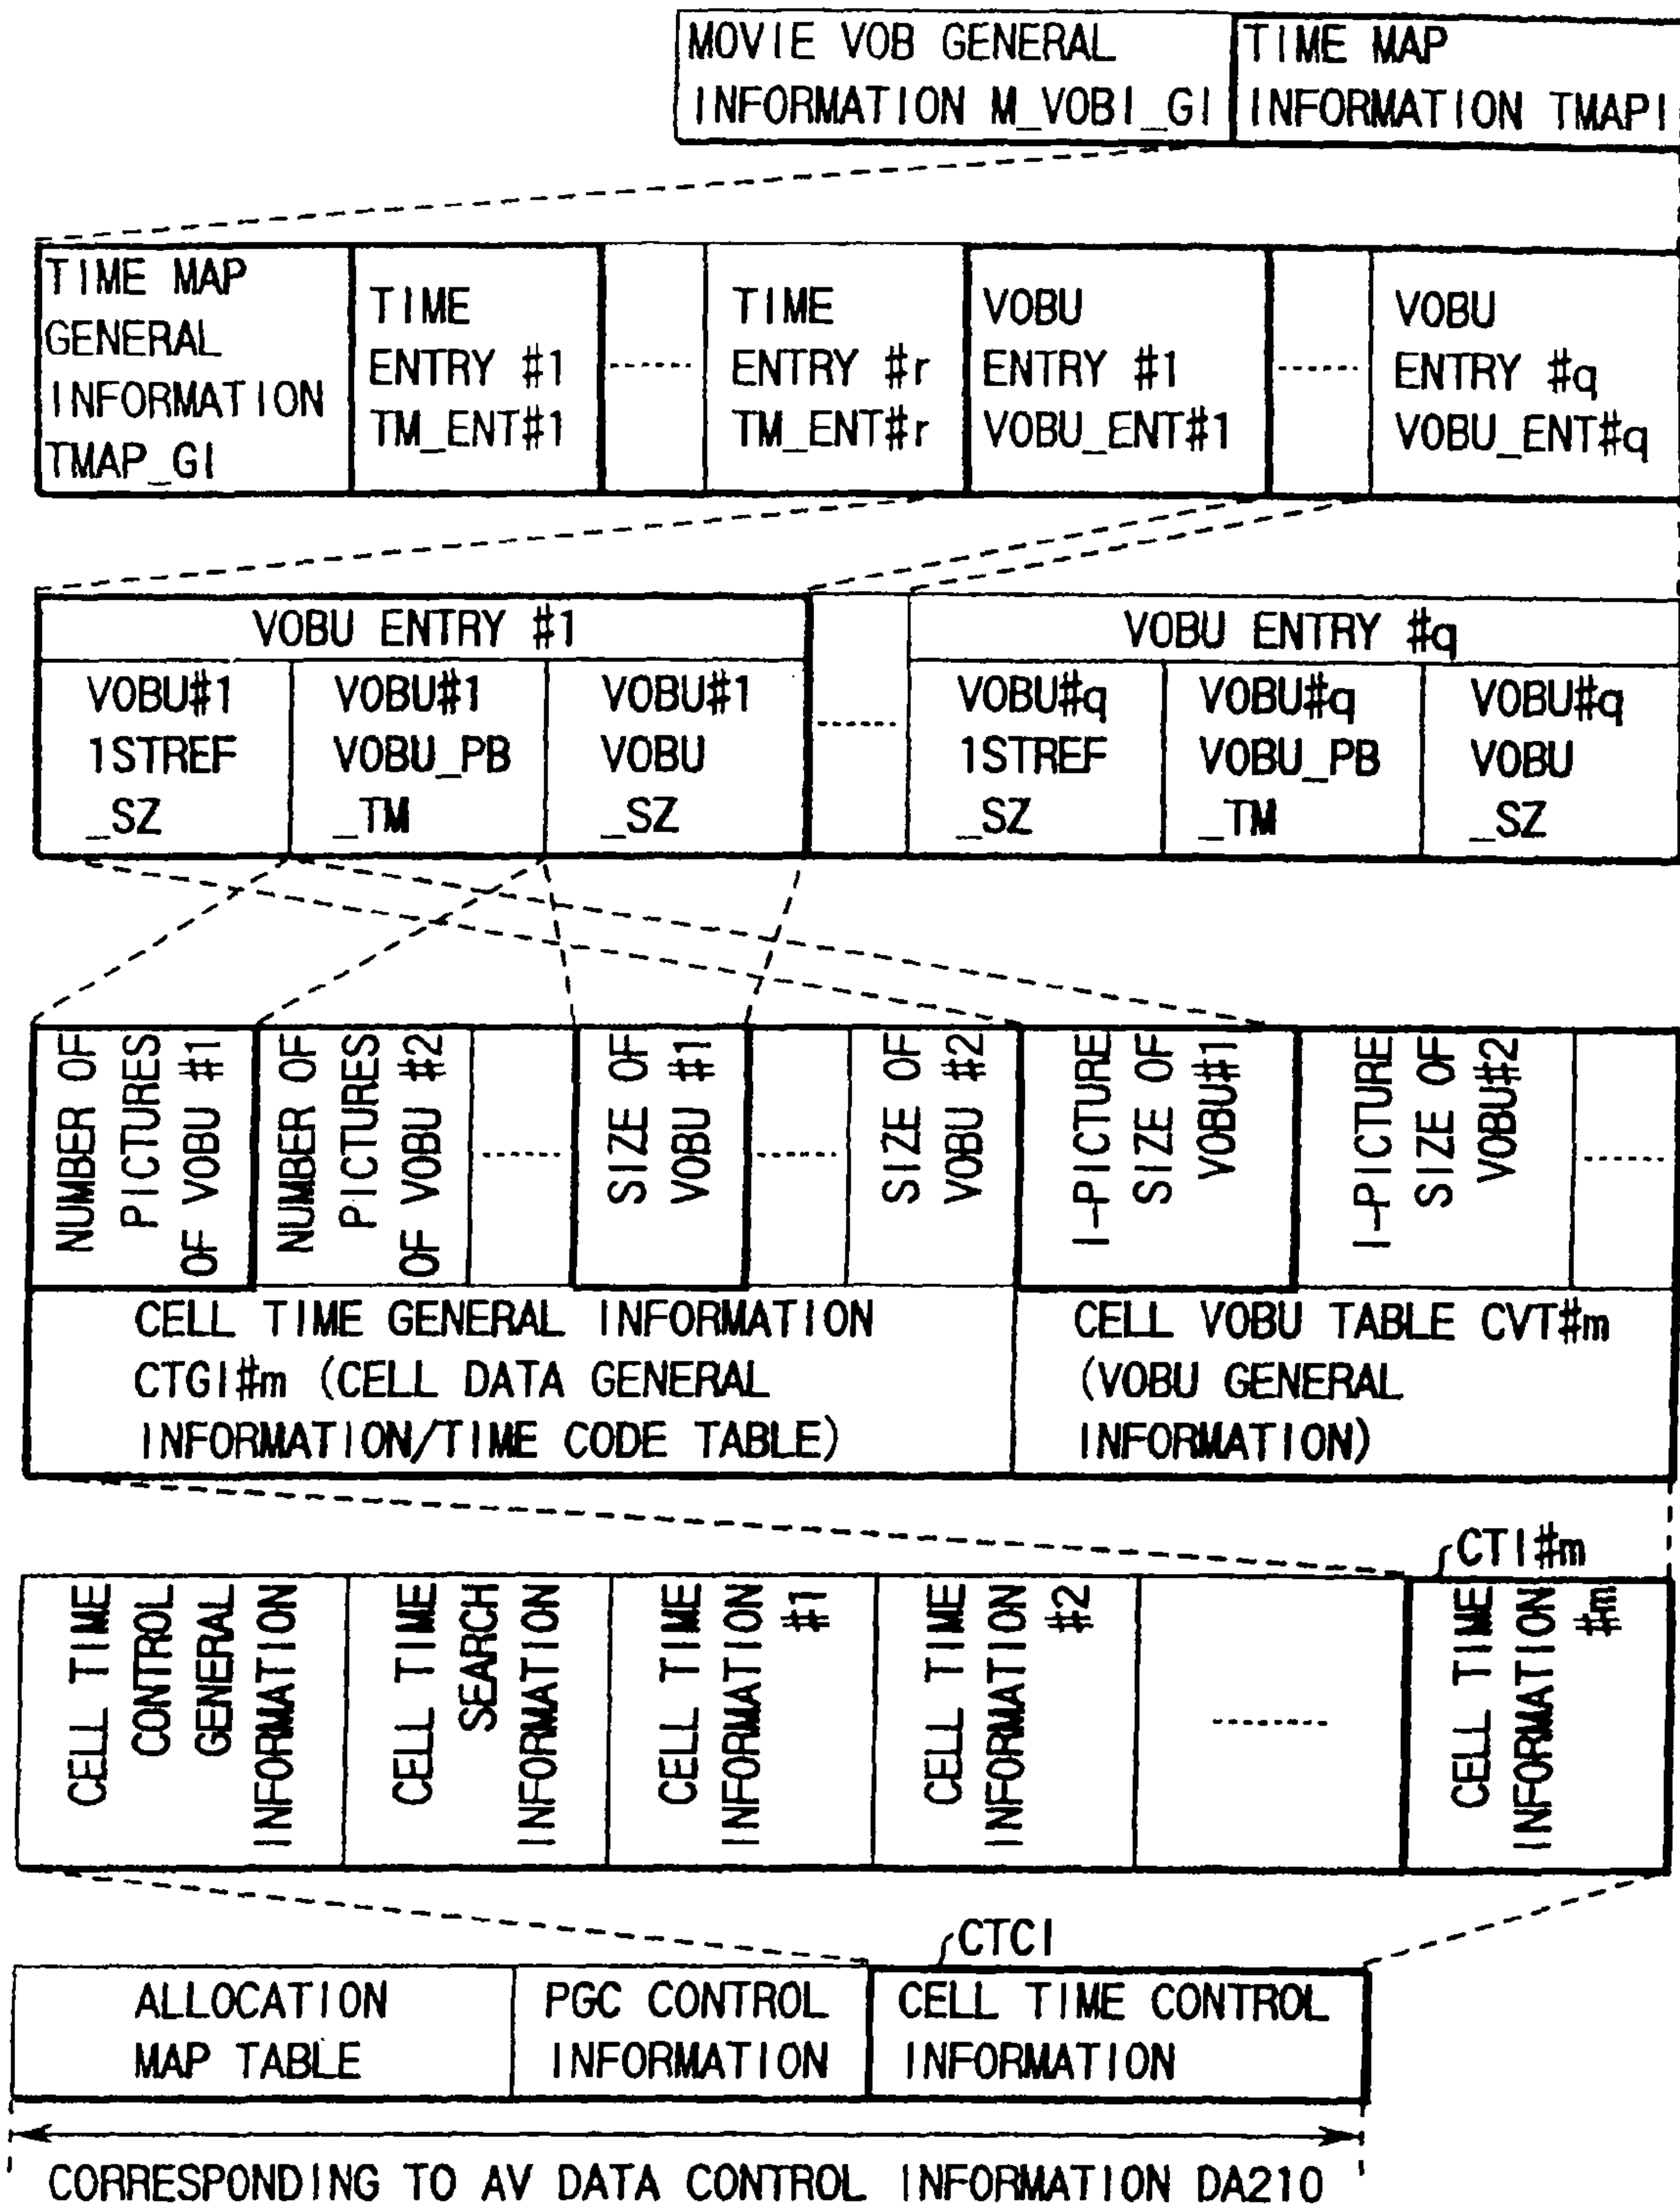 MOVIE VOB GENERAL
INFORMATION M_VOBI_GI
TIME MAP
INFORMATION TMAPI
TIME MAP
GENERAL
INFORMATION
TMAP_GI
TIME
ENTRY #1
TM_ENT#1
TIME
ENTRY #r
TM_ENT#r
VOBU
ENTRY #1
VOBU_ENT#1
VOBU
ENTRY #q
VOBU_ENT#q
VOBU ENTRY #1
VOBU ENTRY #q
VOBU#1
1STREF
_SZ
VOBU#1
VOBU_PB
_TM
VOBU#1
VOBU
_SZ
VOBU#q
1STREF
_SZ
VOBU#q
VOBU_PB
_TM
VOBU#q
VOBU
_SZ
NUMBER OF
PICTURES
OF VOBU #1
NUMBER OF
PICTURES
OF VOBU #2
SIZE OF
VOBU #1
SIZE OF
VOBU #2
I-PICTURE
SIZE OF
VOBU#1
I-PICTURE
SIZE OF
VOBU#2
CELL TIME GENERAL INFORMATION
CTGI#m (CELL DATA GENERAL
INFORMATION/TIME CODE TABLE)
CELL VOBU TABLE CVT#m
(VOBU GENERAL
INFORMATION)
CTI#m
CELL TIME
CONTROL
GENERAL
INFORMATION
CELL TIME
SEARCH
INFORMATION
CELL TIME
INFORMATION
#1
CELL TIME
INFORMATION
#2
CELL TIME
INFORMATION
#m
CTCI
ALLOCATION
MAP TABLE
PGC CONTROL
INFORMATION
CELL TIME CONTROL
INFORMATION
CORRESPONDING TO AV DATA CONTROL INFORMATION DA210